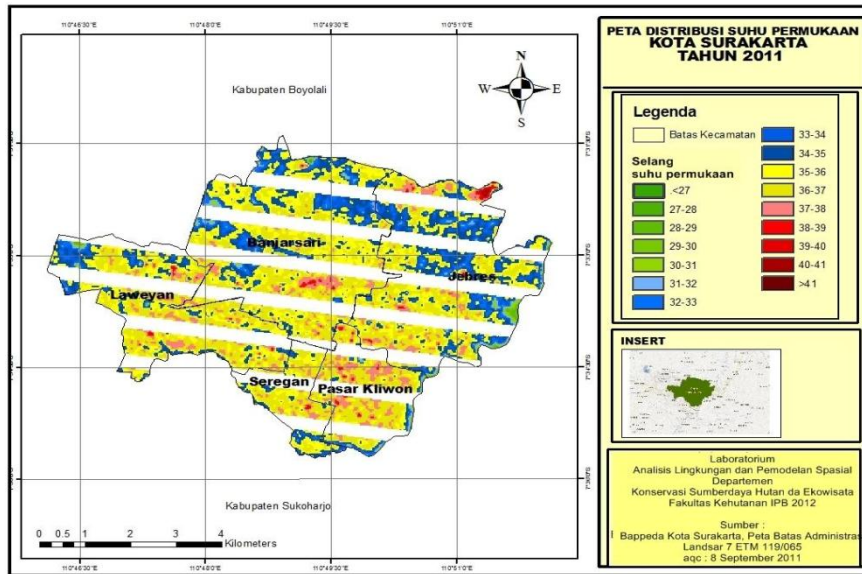 110°46'30"E
110°48'0"E
110°49'30"E
110°51'0"E
Kabupaten Boyolali
N
W
E
S
Banjarsari
Jebres
Laweyan
Seregan
Pasar Kliwon
Kabupaten Sukoharjo
0 0.5 1 2 3 4
Kilometers
PETA DISTRIBUSI SUHU PERMUKAAN
KOTA SURAKARTA
TAHUN 2011
Legenda
Batas Kecamatan
Selang
suhu permukaan
.<27
27-28
28-29
29-30
30-31
31-32
32-33
33-34
34-35
35-36
36-37
37-38
38-39
39-40
40-41
>41
INSERT
Laboratorium
Analisis Lingkungan dan Pemodelan Spasial
Departemen
Konservasi Sumberdaya Hutan da Ekowisata
Fakultas Kehutanan IPB 2012
Sumber :
Bappeda Kota Surakarta, Peta Batas Administras
Landsar 7 ETM 119/065
aqc : 8 September 2011